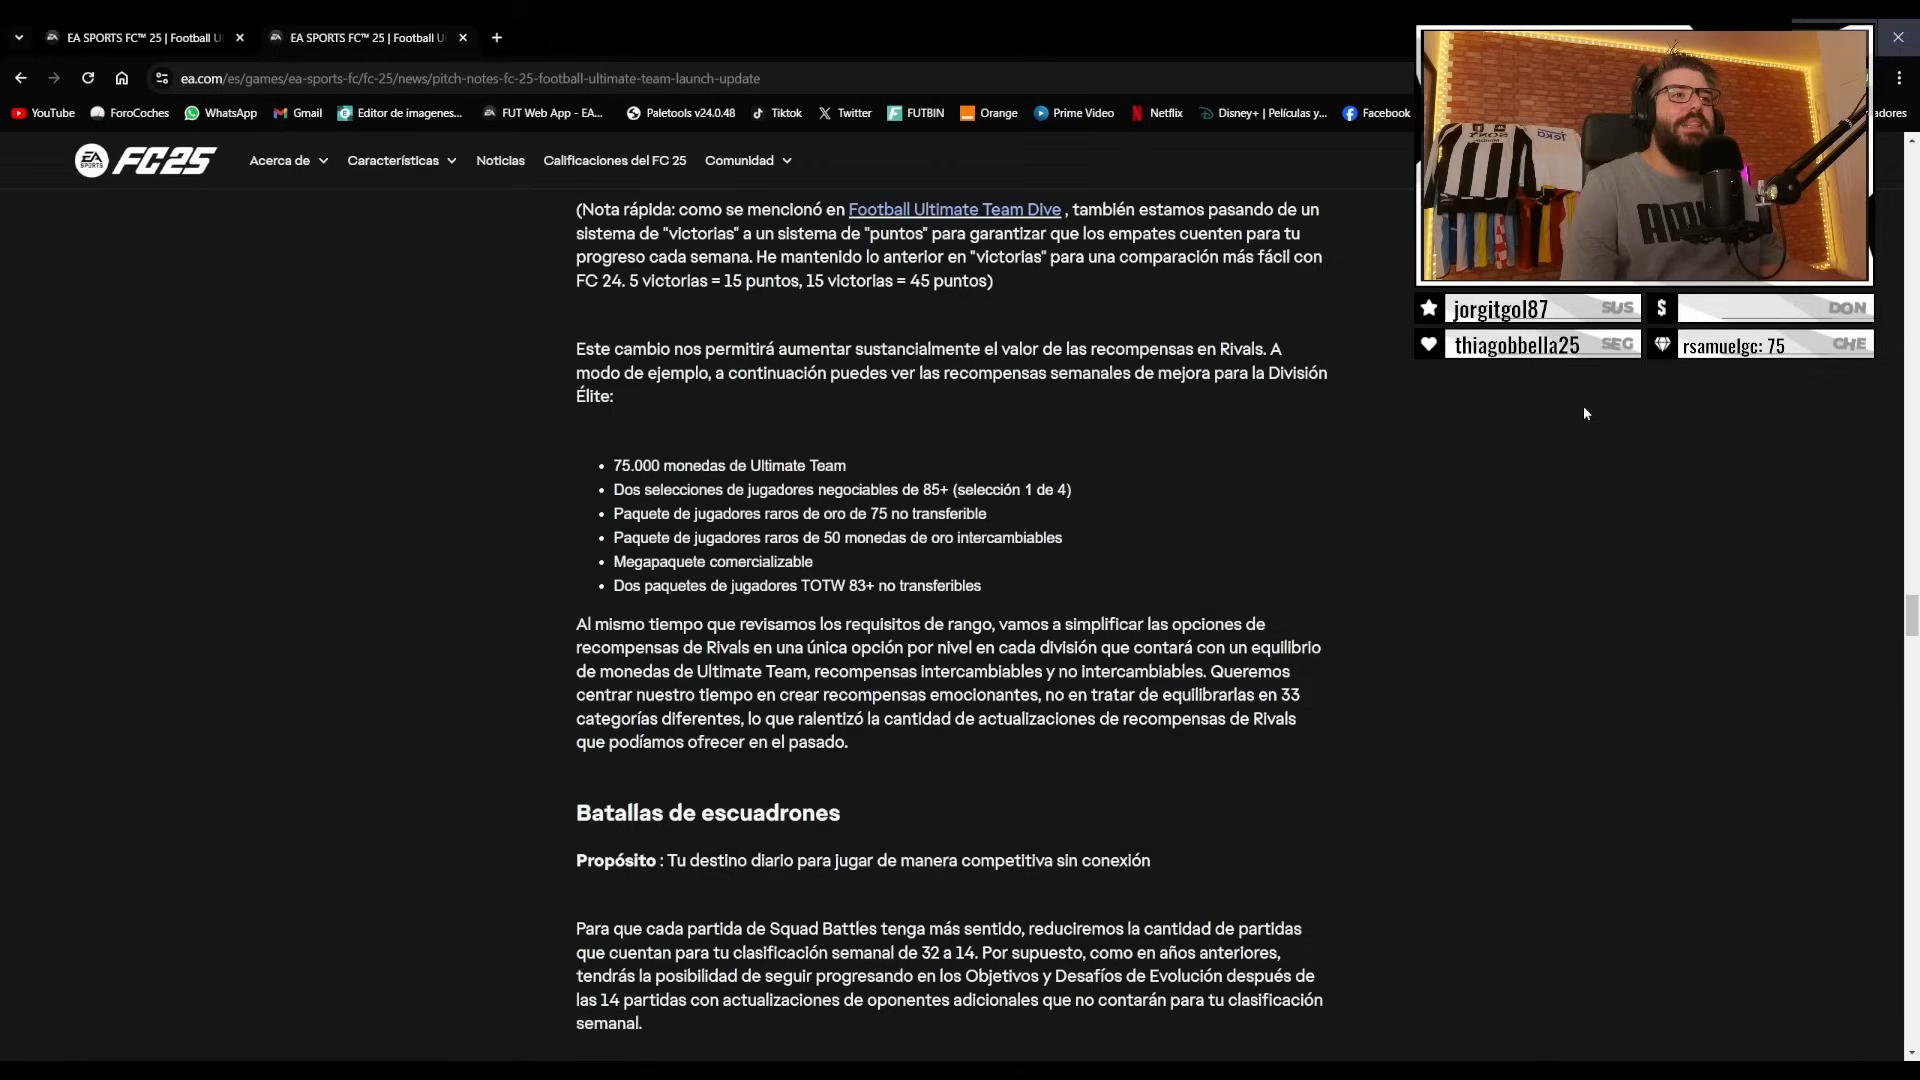 EA SPORTS FC™ 25 | Football U
EA SPORTS FC™ 25 | Football U
ea.com/es/games/ea-sports-fc/fc-25/news/pitch-notes-fc-25-football-ultimate-team-launch-update
YouTube ForoCoches WhatsApp Gmail Editor de imagenes... FUT Web App - EA... Paletools v24.0.48 Tiktok Twitter FUTBIN Orange Prime Video Netflix Disney+ | Películas y... Facebook adores
EA SPORTS FC25 Acerca de Características Noticias Calificaciones del FC 25 Comunidad
(Nota rápida: como se mencionó en Football Ultimate Team Dive , también estamos pasando de un
sistema de "victorias" a un sistema de "puntos" para garantizar que los empates cuenten para tu
progreso cada semana. He mantenido lo anterior en "victorias" para una comparación más fácil con
FC 24. 5 victorias = 15 puntos, 15 victorias = 45 puntos)
jorgitgol87 SUS
$ DON
thiagobbella25 SEG
rsamuelgc: 75 CHE
Este cambio nos permitirá aumentar sustancialmente el valor de las recompensas en Rivals. A
modo de ejemplo, a continuación puedes ver las recompensas semanales de mejora para la División
Élite:
• 75.000 monedas de Ultimate Team
• Dos selecciones de jugadores negociables de 85+ (selección 1 de 4)
• Paquete de jugadores raros de oro de 75 no transferible
• Paquete de jugadores raros de 50 monedas de oro intercambiables
• Megapaquete comercializable
• Dos paquetes de jugadores TOTW 83+ no transferibles
Al mismo tiempo que revisamos los requisitos de rango, vamos a simplificar las opciones de
recompensas de Rivals en una única opción por nivel en cada división que contará con un equilibrio
de monedas de Ultimate Team, recompensas intercambiables y no intercambiables. Queremos
centrar nuestro tiempo en crear recompensas emocionantes, no en tratar de equilibrarlas en 33
categorías diferentes, lo que ralentizó la cantidad de actualizaciones de recompensas de Rivals
que podíamos ofrecer en el pasado.
Batallas de escuadrones
Propósito : Tu destino diario para jugar de manera competitiva sin conexión
Para que cada partida de Squad Battles tenga más sentido, reduciremos la cantidad de partidas
que cuentan para tu clasificación semanal de 32 a 14. Por supuesto, como en años anteriores,
tendrás la posibilidad de seguir progresando en los Objetivos y Desafíos de Evolución después de
las 14 partidas con actualizaciones de oponentes adicionales que no contarán para tu clasificación
semanal.